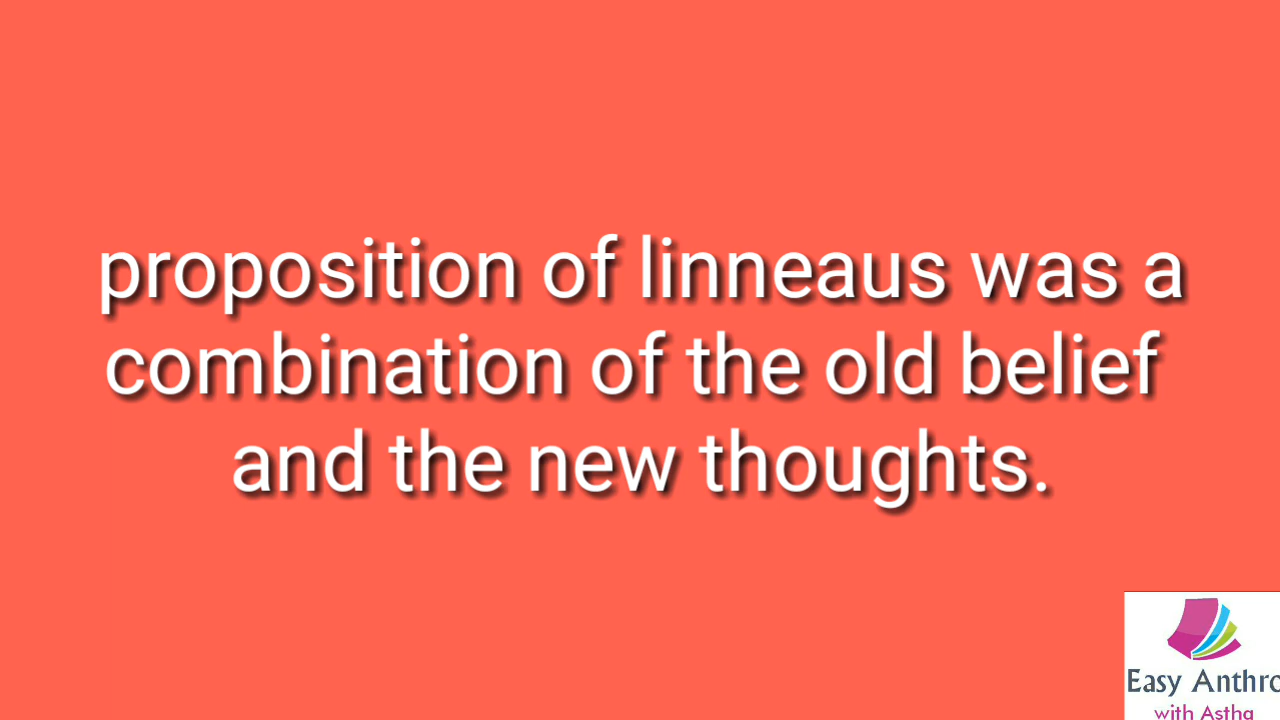 proposition of linneaus was a
combination of the old belief
and the new thoughts.
Easy Anthro
with Astha